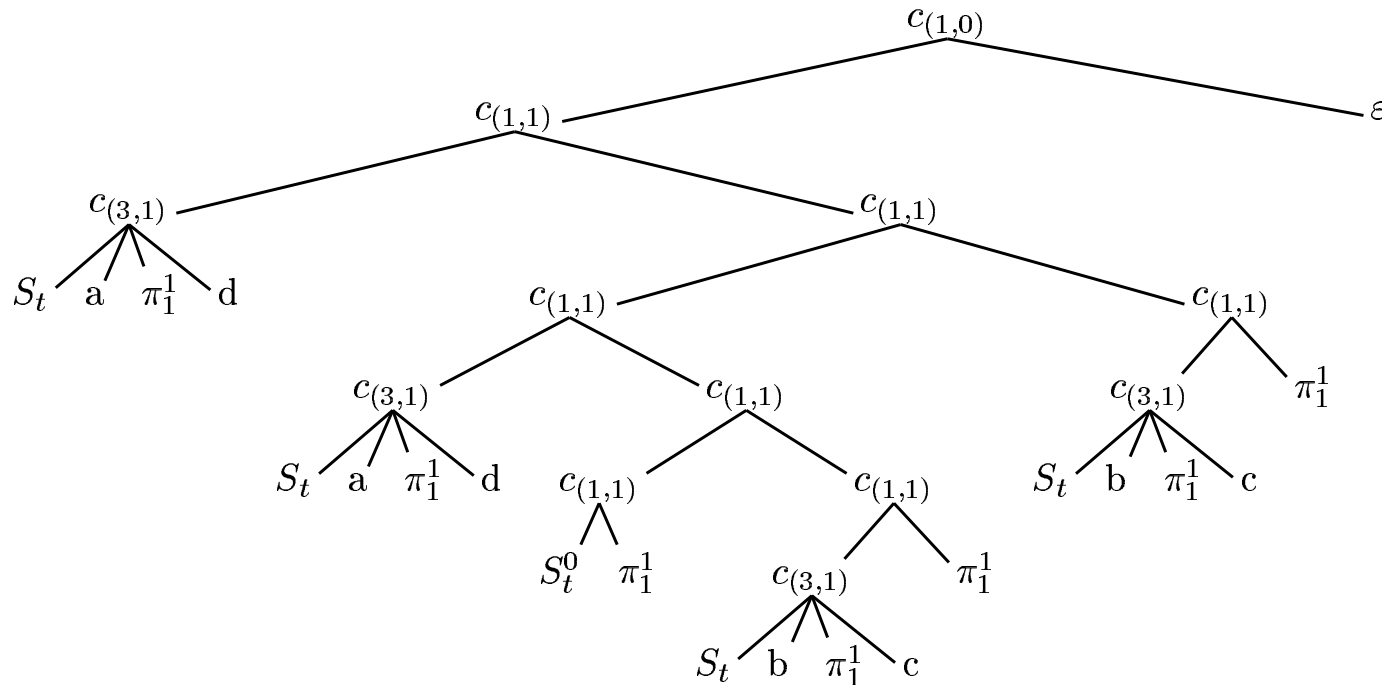 c_{(1,0)}
c_{(1,1)} ε
c_{(3,1)} c_{(1,1)}
S_t a π_1^1 d c_{(1,1)} c_{(1,1)}
c_{(3,1)} c_{(1,1)} c_{(3,1)} π_1^1
S_t a π_1^1 d c_{(1,1)} c_{(1,1)} S_t b π_1^1 c
S_t^0 π_1^1 c_{(3,1)} π_1^1
S_t b π_1^1 c